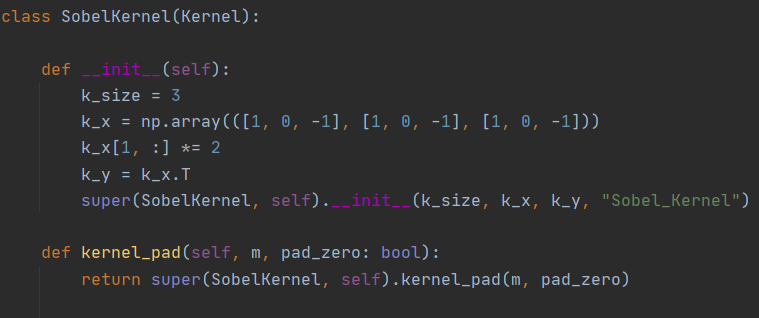 class SobelKernel(Kernel):
def __init__(self):
k_size = 3
k_x = np.array(([1, 0, -1], [1, 0, -1], [1, 0, -1]))
k_x[1, :] *= 2
k_y = k_x.T
super(SobelKernel, self).__init__(k_size, k_x, k_y, "Sobel_Kernel")
def kernel_pad(self, m, pad_zero: bool):
return super(SobelKernel, self).kernel_pad(m, pad_zero)